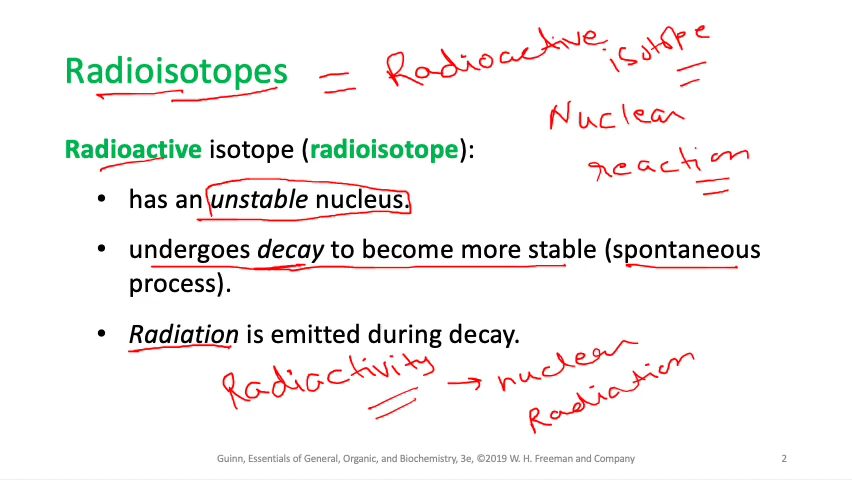 Radioisotopes = Radioactive isotope
Nuclear
reaction
Radioactive isotope (radioisotope):
• has an unstable nucleus.
• undergoes decay to become more stable (spontaneous
process).
• Radiation is emitted during decay.
Radiactivity → nuclear
Radiation
Guinn, Essentials of General, Organic, and Biochemistry, 3e, ©2019 W. H. Freeman and Company
2